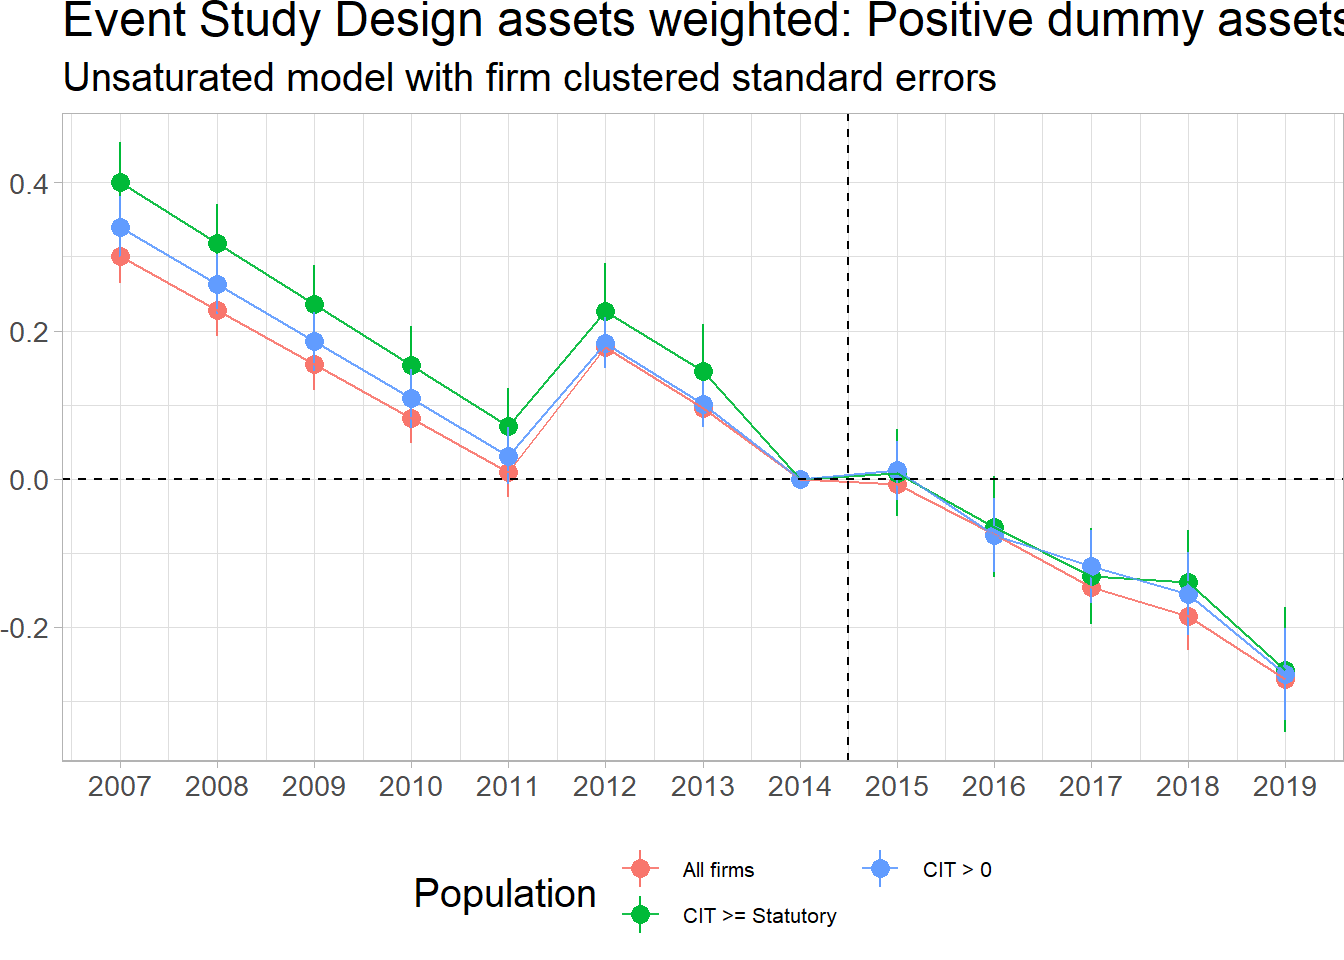 Event Study Design assets weighted: Positive dummy assets
Unsaturated model with firm clustered standard errors
0.4
0.2
0.0
-0.2
2007 2008 2009 2010 2011 2012 2013 2014 2015 2016 2017 2018 2019
Population
All firms
CIT > 0
CIT >= Statutory